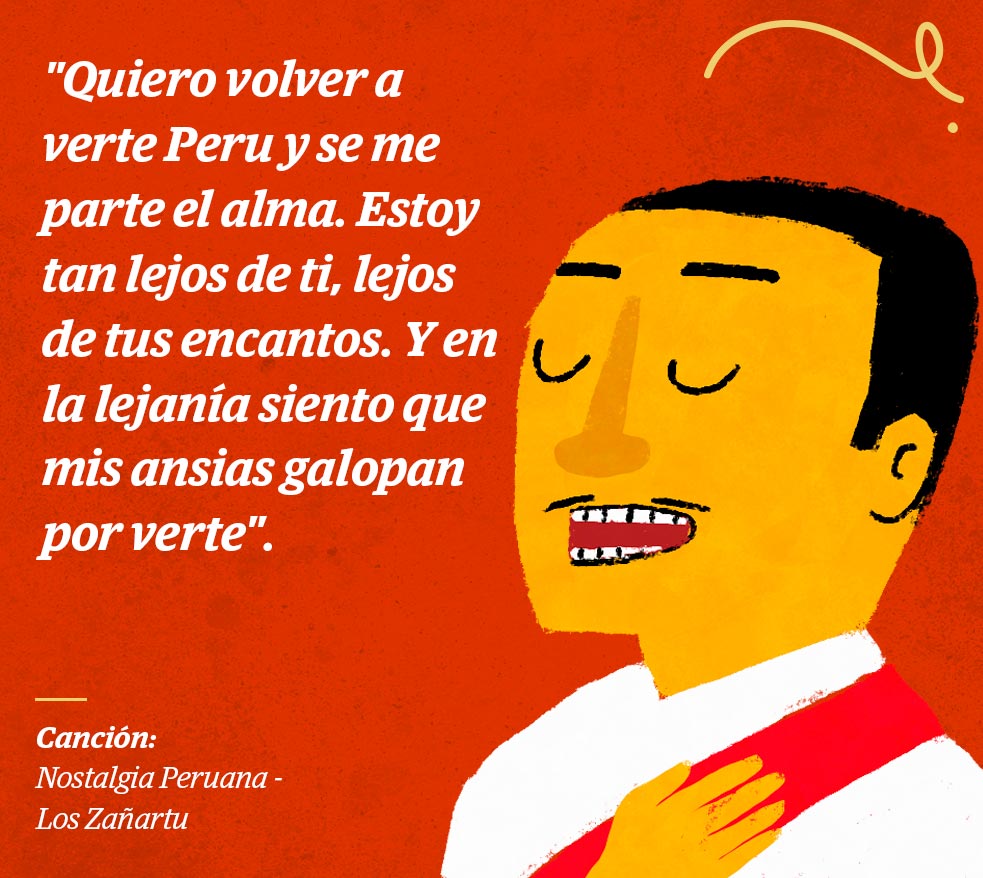 "Quiero volver a
verte Peru y se me
parte el alma. Estoy
tan lejos de ti, lejos
de tus encantos. Y en
la lejanía siento que
mis ansias galopan
por verte".
Canción:
Nostalgia Peruana -
Los Zañartu